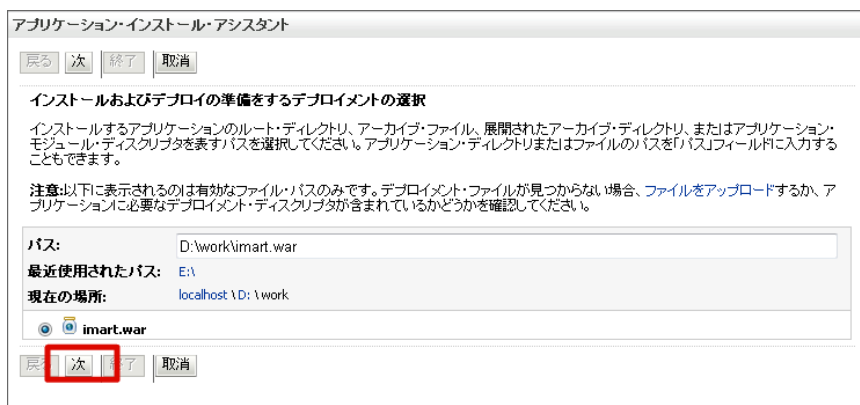 アプリケーション・インストール・アシスタント
戻る 次 終了 取消
インストールおよびデプロイの準備をするデプロイメントの選択
インストールするアプリケーションのルート・ディレクトリ、アーカイブ・ファイル、展開されたアーカイブ・ディレクトリ、またはアプリケーション・
モジュール・ディスクリプタを表すパスを選択してください。アプリケーション・ディレクトリまたはファイルのパスを「パス」フィールドに入力する
こともできます。
注意:以下に表示されるのは有効なファイル・パスのみです。デプロイメント・ファイルが見つからない場合、ファイルをアップロードするか、ア
プリケーションに必要なデプロイメント・ディスクリプタが含まれているかどうかを確認してください。
パス: D:\work\imart.war
最近使用されたパス: E:\
現在の場所: localhost \ D: \ work
imart.war
戻る 次 終了 取消